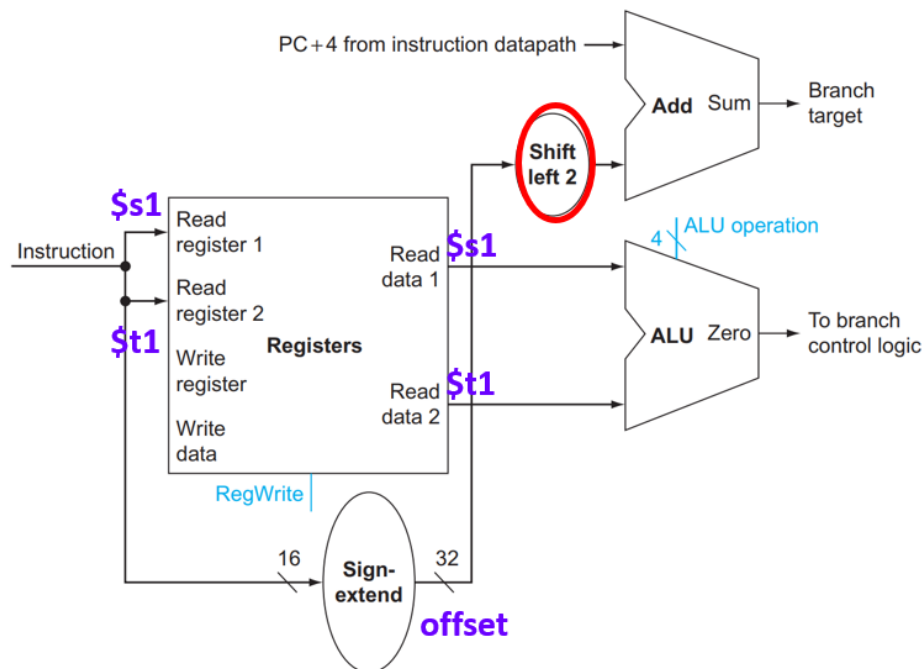 PC+4 from instruction datapath
Add Sum
Branch
target
Shift
left 2
$s1
Instruction
Read
register 1
Read
data 1
$s1
4
ALU operation
Read
register 2
$t1
Registers
Write
register
Write
data
Read
data 2
$t1
ALU Zero
To branch
control logic
RegWrite
16
Sign-
extend
32
offset